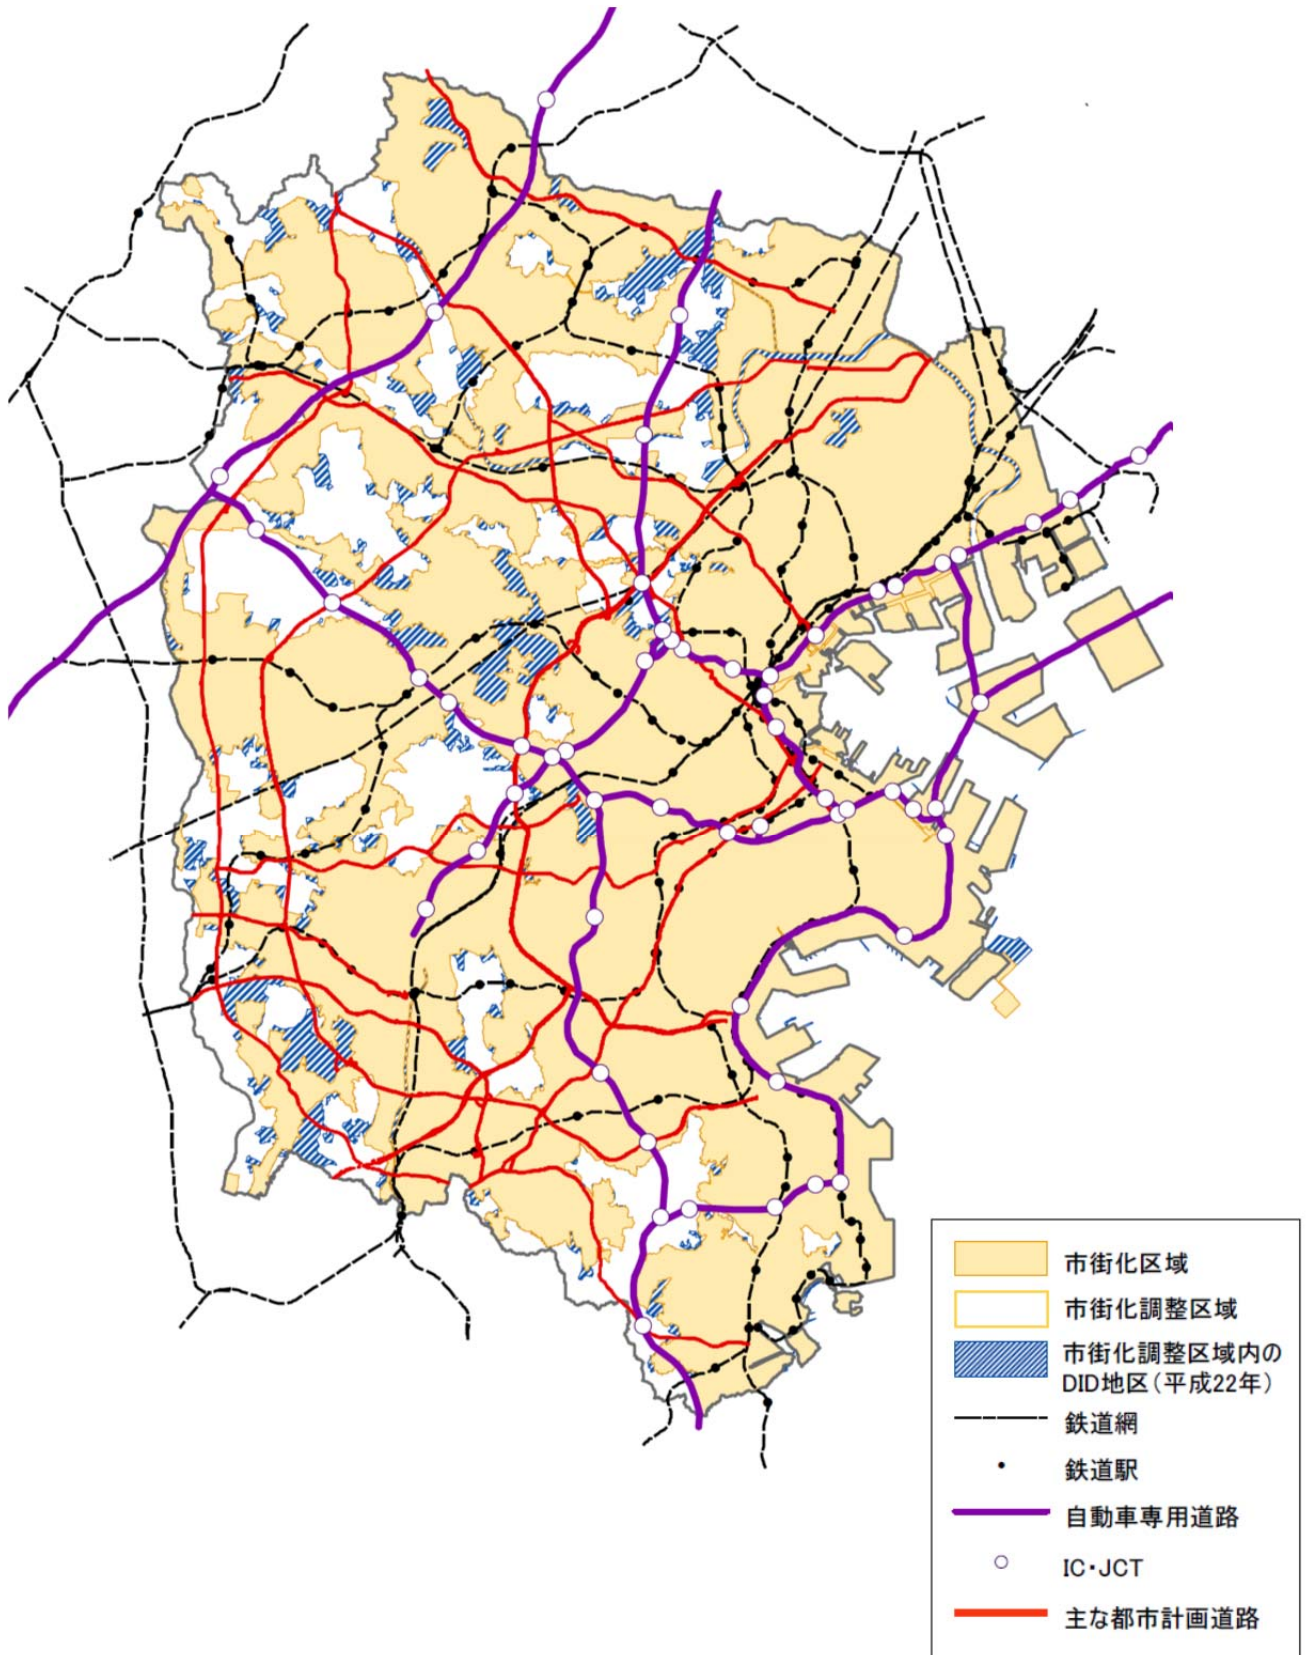 市街化区域
市街化調整区域
市街化調整区域内の
DID地区（平成22年）
鉄道網
鉄道駅
自動車専用道路
IC・JCT
主な都市計画道路